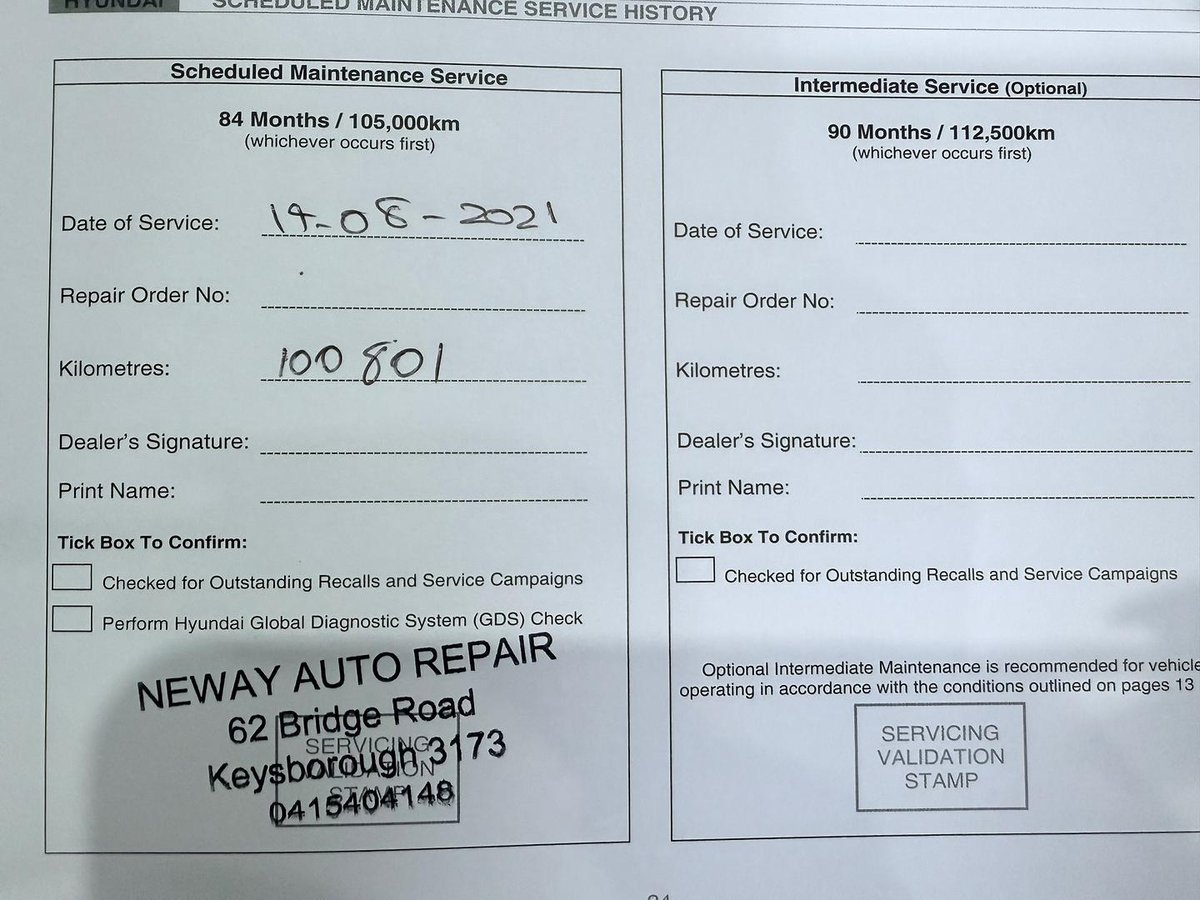 HYUNDAI SCHEDULED MAINTENANCE SERVICE HISTORY
Scheduled Maintenance Service
84 Months / 105,000km
(whichever occurs first)
Date of Service: 19-08-2021
Repair Order No:
Kilometres: 100 801
Dealer's Signature:
Print Name:
Tick Box To Confirm:
Checked for Outstanding Recalls and Service Campaigns
Perform Hyundai Global Diagnostic System (GDS) Check
NEWAY AUTO REPAIR
62 Bridge Road
Keysborough 3173
0415404148
SERVICING
VALIDATION
STAMP
Intermediate Service (Optional)
90 Months / 112,500km
(whichever occurs first)
Date of Service:
Repair Order No:
Kilometres:
Dealer's Signature:
Print Name:
Tick Box To Confirm:
Checked for Outstanding Recalls and Service Campaigns
Optional Intermediate Maintenance is recommended for vehicle
operating in accordance with the conditions outlined on pages 13
SERVICING
VALIDATION
STAMP